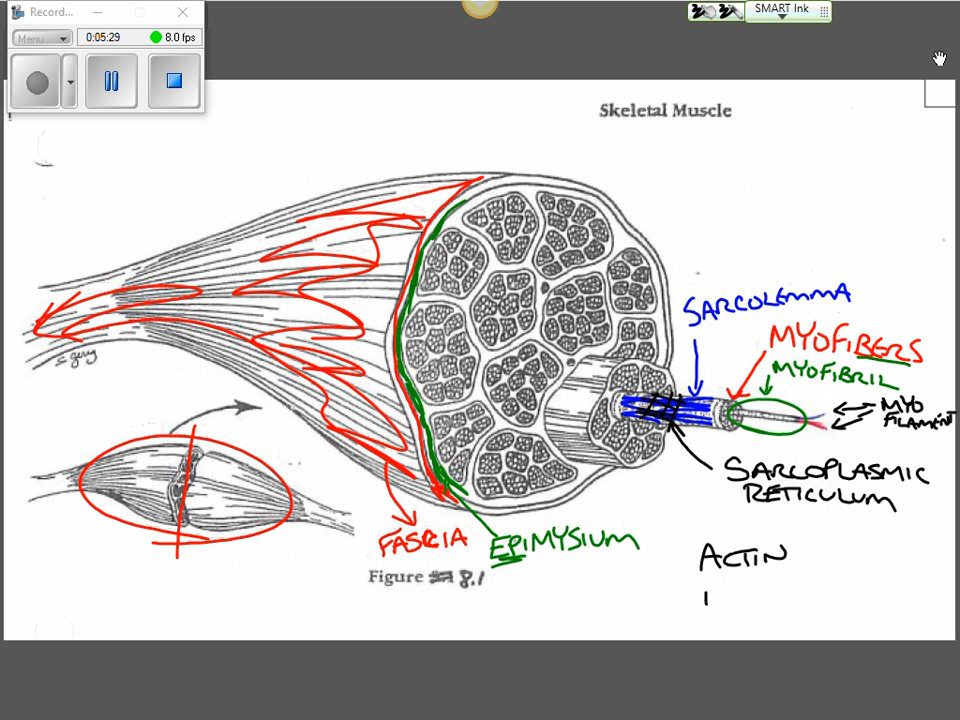 Record...
Menu
0:05:29
8.0 fps
SMART Ink
Skeletal Muscle
SARCOLEMMA
MYOFIBERS
MYOFIBRIL
MYO
FILAMENT
SARCOPLASMIC
RETICULUM
FASCIA
EPIMYSIUM
Figure 8.1
ACTIN